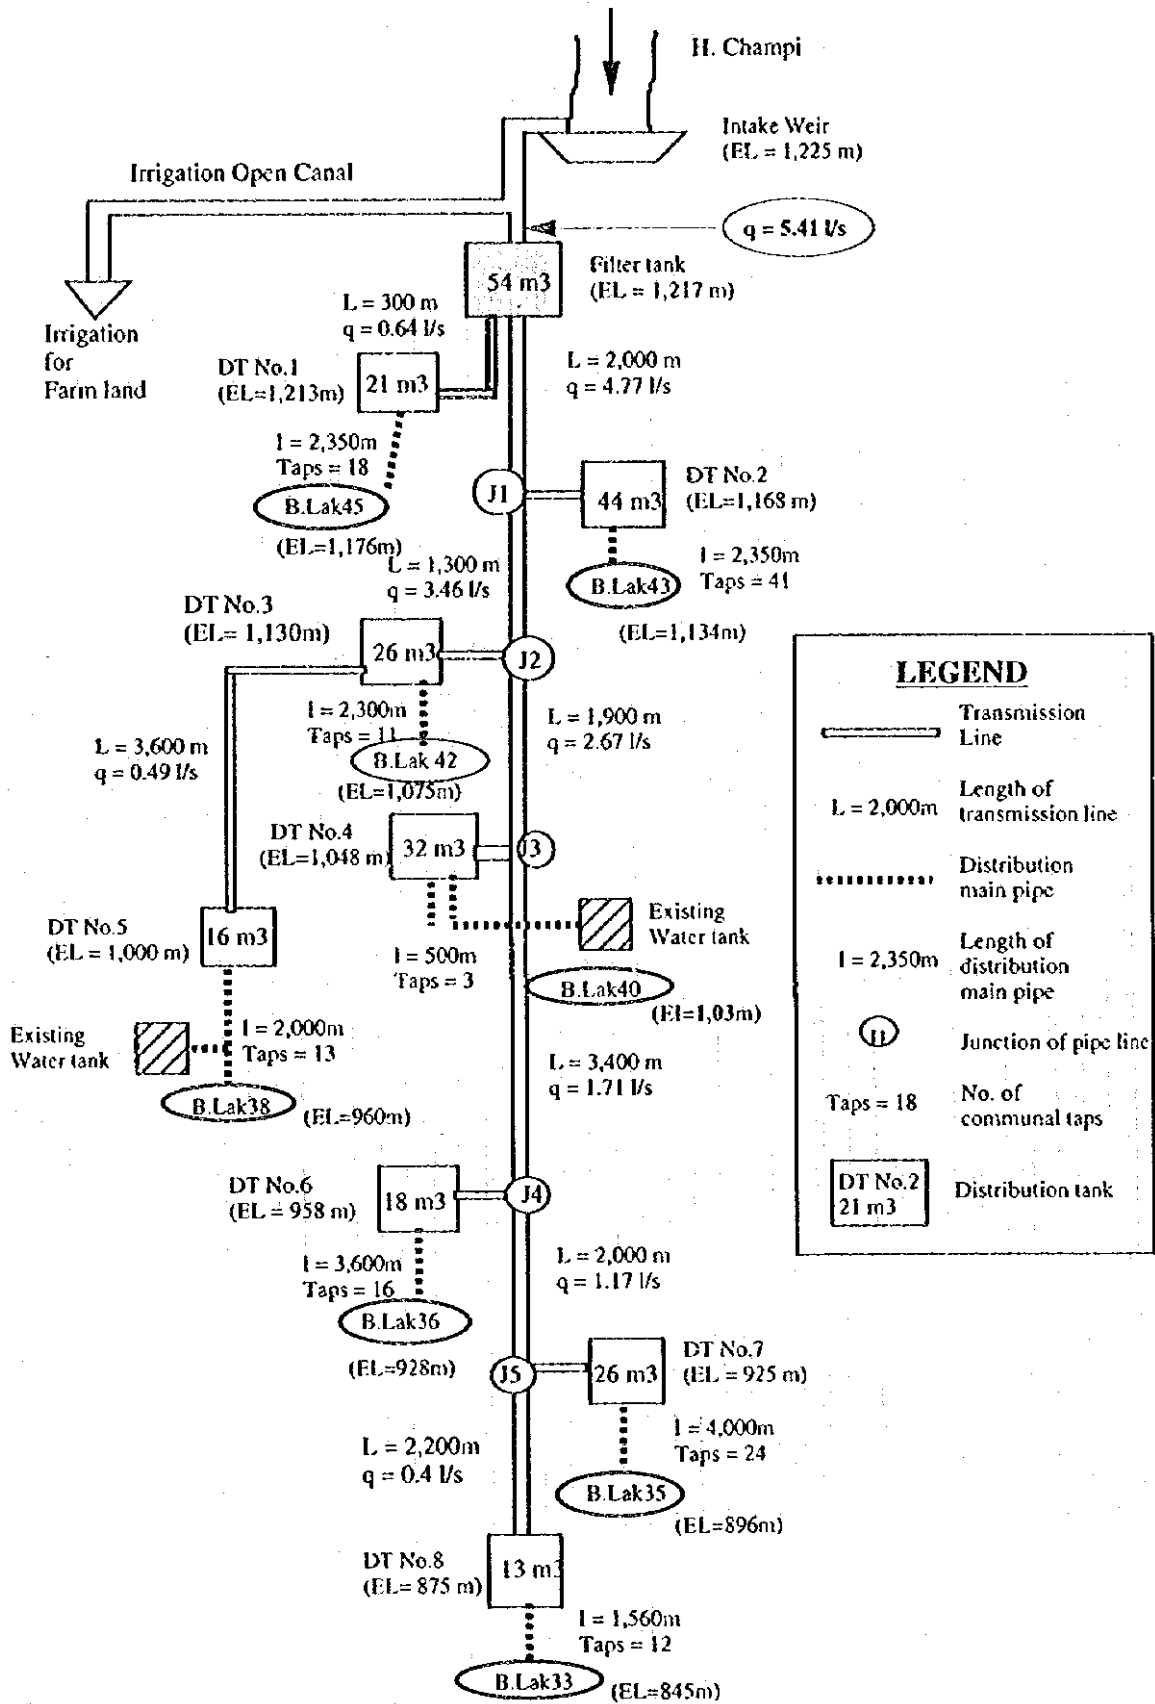 H. Champi
Intake Weir
(EL = 1,225 m)
Irrigation Open Canal
q = 5.41 l/s
54 m3
Filter tank
(EL = 1,217 m)
Irrigation
for
Farm land
L = 300 m
q = 0.64 l/s
DT No.1
(EL=1,213m)
21 m3
L = 2,000 m
q = 4.77 l/s
l = 2,350m
Taps = 18
B.Lak45
(EL=1,176m)
J1
44 m3
DT No.2
(EL=1,168 m)
L = 1,300 m
q = 3.46 l/s
B.Lak43
l = 2,350m
Taps = 41
(EL=1,134m)
DT No.3
(EL= 1,130m)
26 m3
J2
l = 2,300m
Taps = 11
B.Lak 42
(EL=1,075m)
L = 1,900 m
q = 2.67 l/s
L = 3,600 m
q = 0.49 l/s
DT No.4
(EL=1,048 m)
32 m3
J3
DT No.5
(EL = 1,000 m)
16 m3
l = 500m
Taps = 3
Existing
Water tank
B.Lak40
(El=1,03m)
Existing
Water tank
l = 2,000m
Taps = 13
B.Lak38
(EL=960m)
L = 3,400 m
q = 1.71 l/s
DT No.6
(EL = 958 m)
18 m3
J4
l = 3,600m
Taps = 16
B.Lak36
(EL=928m)
L = 2,000 m
q = 1.17 l/s
J5
26 m3
DT No.7
(EL = 925 m)
L = 2,200m
q = 0.4 l/s
l = 4,000m
Taps = 24
B.Lak35
(EL=896m)
DT No.8
(EL= 875 m)
13 m3
l = 1,560m
Taps = 12
B.Lak33
(EL=845m)
LEGEND
Transmission
Line
L = 2,000m
Length of
transmission line
Distribution
main pipe
l = 2,350m
Length of
distribution
main pipe
J1
Junction of pipe line
Taps = 18
No. of
communal taps
DT No.2
21 m3
Distribution tank